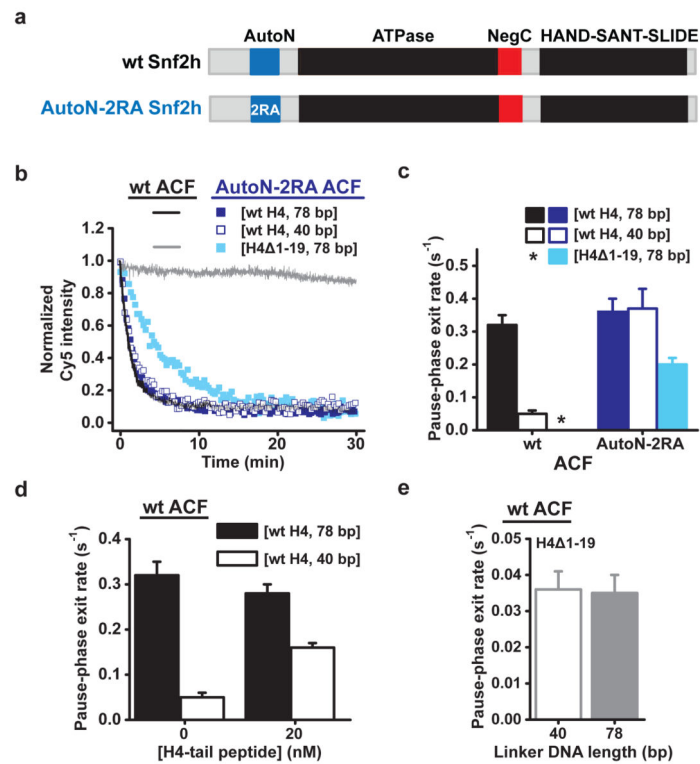 a
AutoN ATPase NegC HAND-SANT-SLIDE
wt Snf2h
AutoN-2RA Snf2h 2RA
b
wt ACF AutoN-2RA ACF
[wt H4, 78 bp]
[wt H4, 40 bp]
[H4Δ1-19, 78 bp]
Normalized
Cy5 intensity
1.2
1.0
0.8
0.6
0.4
0.2
0.0
0 10 20 30
Time (min)
c
[wt H4, 78 bp]
[wt H4, 40 bp]
* [H4Δ1-19, 78 bp]
Pause-phase exit rate (s⁻¹)
0.4
0.3
0.2
0.1
0.0
*
wt AutoN-2RA
ACF
d
wt ACF
[wt H4, 78 bp]
[wt H4, 40 bp]
Pause-phase exit rate (s⁻¹)
0.4
0.3
0.2
0.1
0.0
0 20
[H4-tail peptide] (nM)
e
wt ACF
H4Δ1-19
Pause-phase exit rate (s⁻¹)
0.05
0.04
0.03
0.02
0.01
0.00
40 78
Linker DNA length (bp)